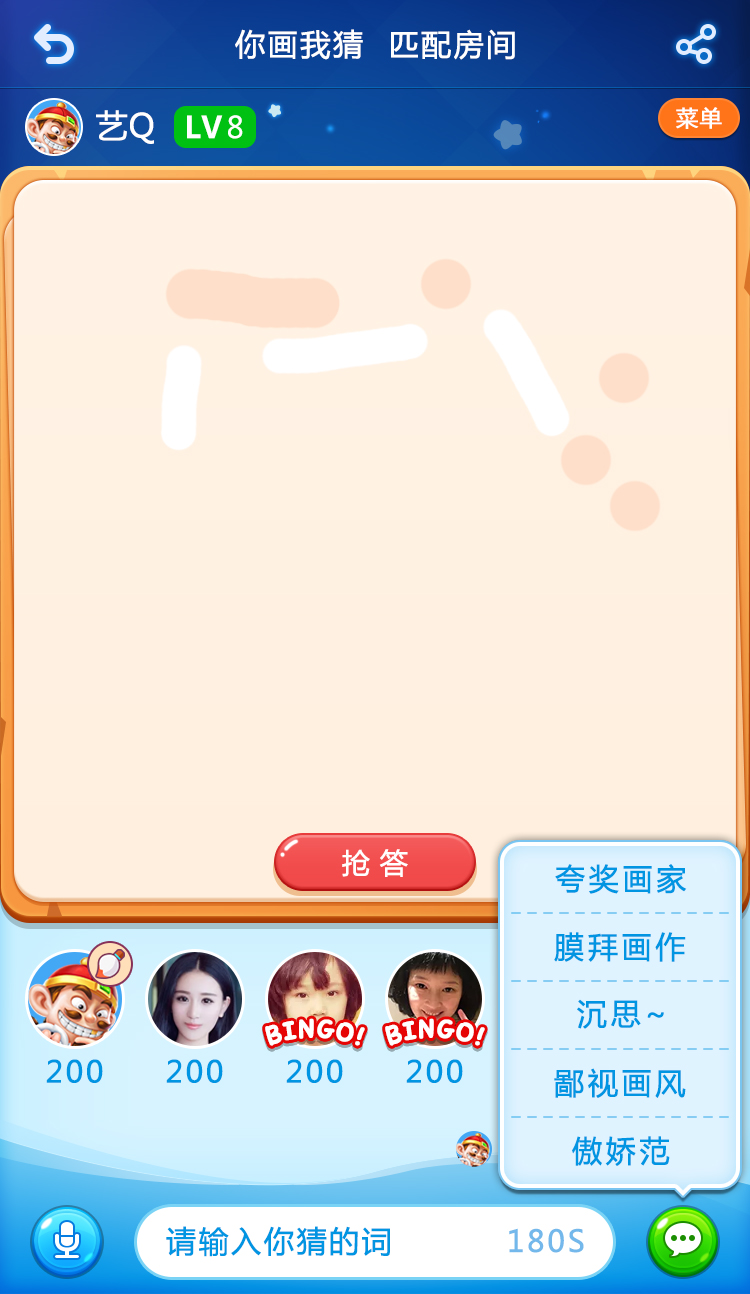 你画我猜 匹配房间
艺Q LV8 菜单
抢答
夸奖画家
膜拜画作
沉思~
鄙视画风
傲娇范
BINGO! BINGO!
200 200 200 200
请输入你猜的词 180S